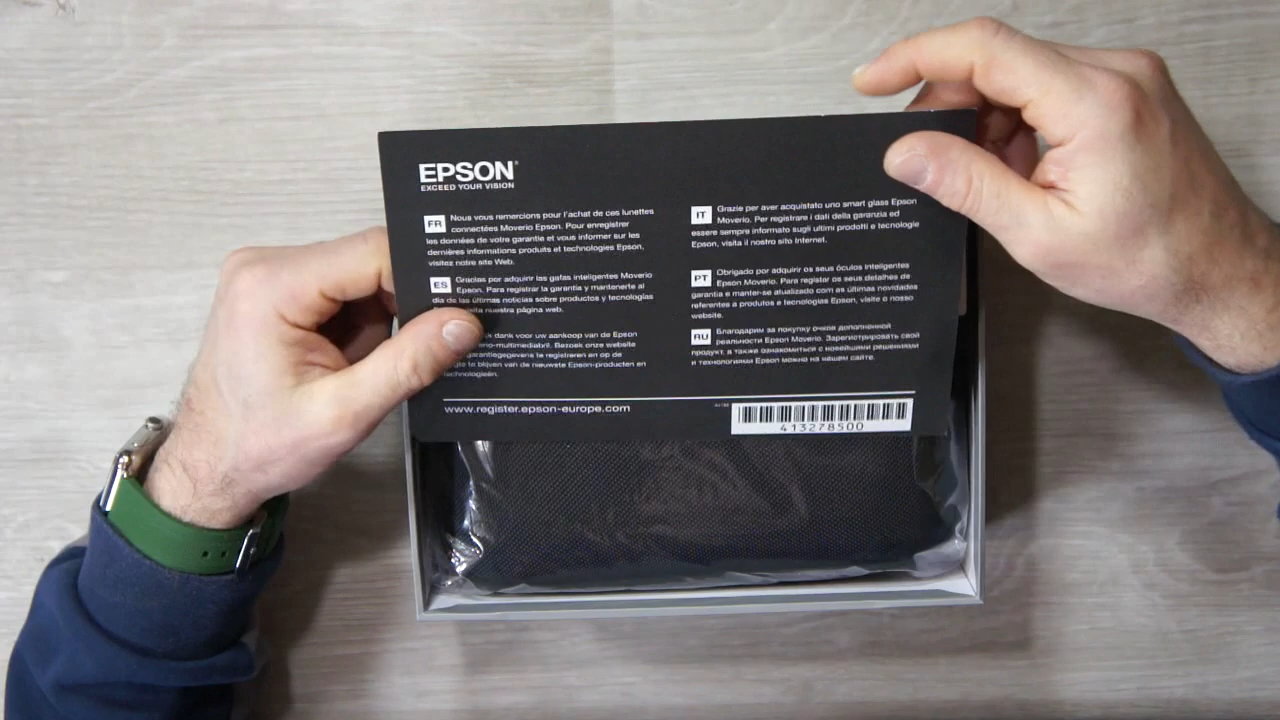 EPSON
EXCEED YOUR VISION
FR Nous vous remercions pour l'achat de ces lunettes
connectées Moverio Epson. Pour enregistrer
les données de votre garantie et vous informer sur les
dernières informations produits et technologies Epson,
visitez notre site Web.
ES Gracias por adquirir las gafas inteligentes Moverio
Epson. Para registrar la garantía y mantenerte al
día de las últimas noticias sobre productos y tecnologías
nuestra página web.
dank voor uw aankoop van de Epson
Bezoek onze website
te registreren en op de
te blijven van de nieuwste Epson-producten en
technologieën.
IT Grazie per aver acquistato uno smart glass Epson
Moverio. Per registrare i dati della garanzia ed
essere sempre informato sugli ultimi prodotti e tecnologie
Epson, visita il nostro sito Internet.
PT Obrigado por adquirir os seus óculos inteligentes
Epson Moverio. Para registar os seus detalhes de
garantia e manter-se atualizado com as últimas novidades
referentes a produtos e tecnologias Epson, visite o nosso
website.
RU Благодарим за покупку очков дополненной
реальности Epson Moverio. Зарегистрировать свой
продукт, а также ознакомиться с новейшими решениями
и технологиями Epson можно на нашем сайте.
www.register.epson-europe.com
413278500